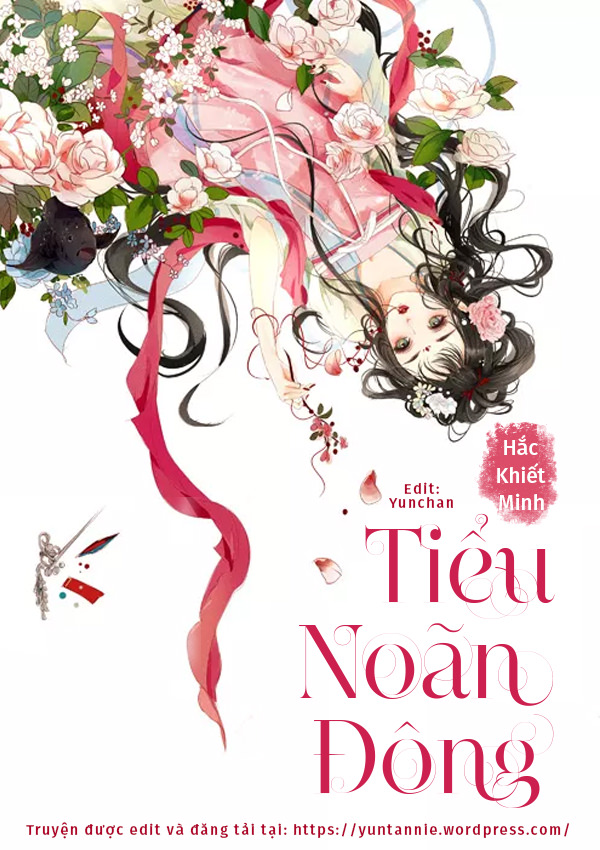 Hắc
Khiết
Minh
Edit:
Yunchan
Tiểu
Noãn
Đông
Truyện được edit và đăng tải tại: https://yuntannie.wordpress.com/